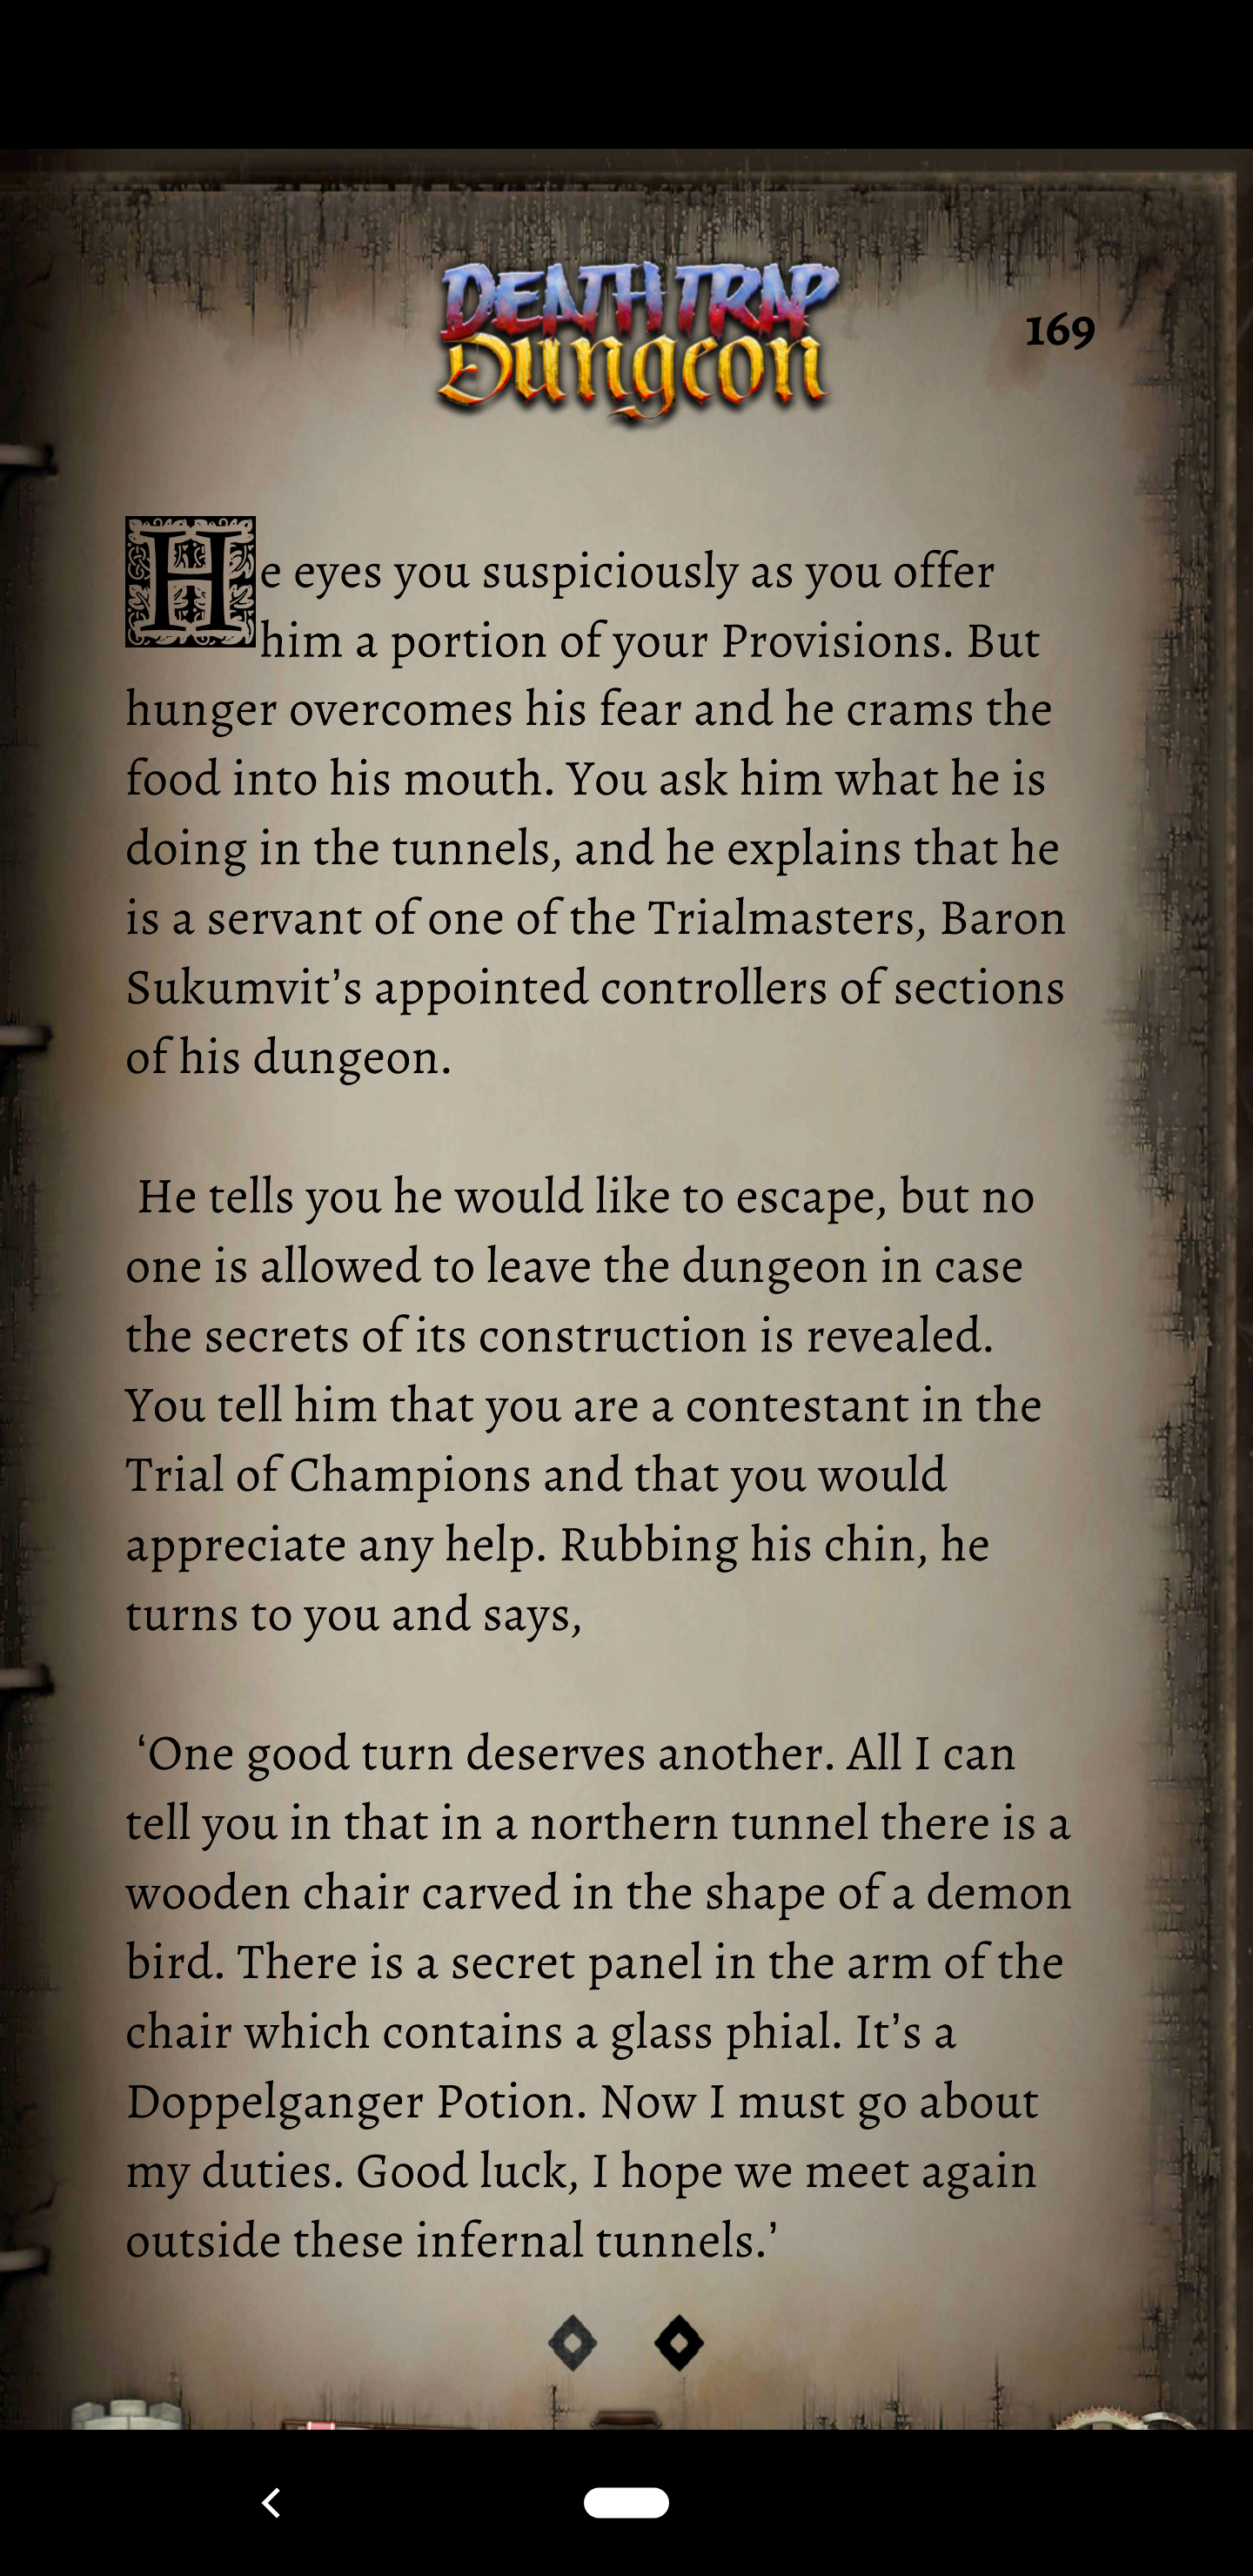 DEATHTRAP
Dungeon
169
He eyes you suspiciously as you offer
him a portion of your Provisions. But
hunger overcomes his fear and he crams the
food into his mouth. You ask him what he is
doing in the tunnels, and he explains that he
is a servant of one of the Trialmasters, Baron
Sukumvit’s appointed controllers of sections
of his dungeon.
He tells you he would like to escape, but no
one is allowed to leave the dungeon in case
the secrets of its construction is revealed.
You tell him that you are a contestant in the
Trial of Champions and that you would
appreciate any help. Rubbing his chin, he
turns to you and says,
‘One good turn deserves another. All I can
tell you in that in a northern tunnel there is a
wooden chair carved in the shape of a demon
bird. There is a secret panel in the arm of the
chair which contains a glass phial. It’s a
Doppelganger Potion. Now I must go about
my duties. Good luck, I hope we meet again
outside these infernal tunnels.’